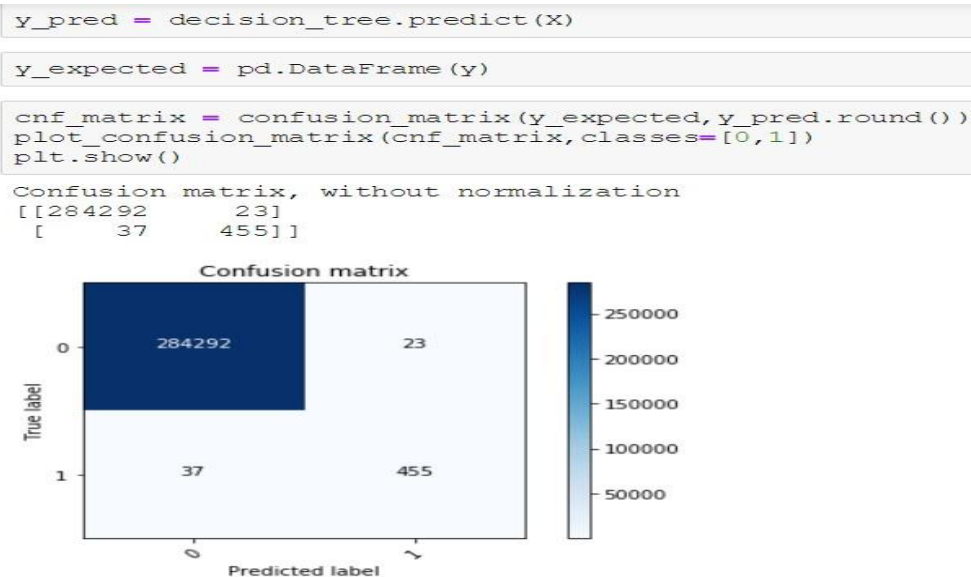 y_pred = decision_tree.predict(X)
y_expected = pd.DataFrame(y)
cnf_matrix = confusion_matrix(y_expected,y_pred.round())
plot_confusion_matrix(cnf_matrix,classes=[0,1])
plt.show()
Confusion matrix, without normalization
[[284292     23]
 [    37    455]]
Confusion matrix
284292 23
37 455
0
1
True label
0 1
Predicted label
250000
200000
150000
100000
50000